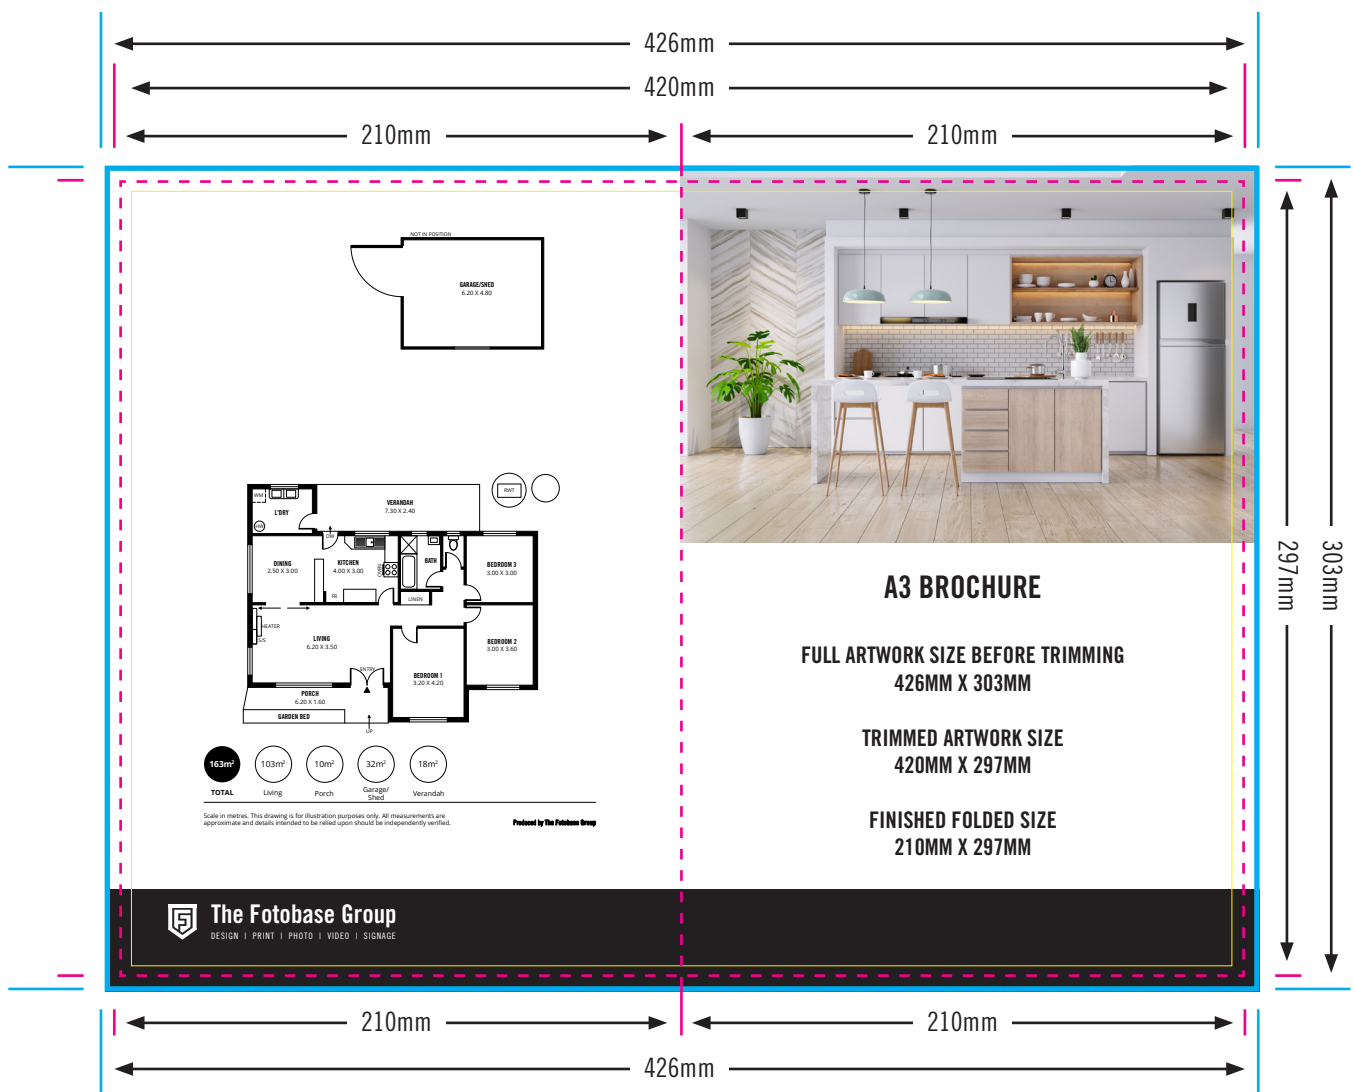 426mm
420mm
210mm
210mm
NOT IN POSITION
GARAGE/SHED
6.20 X 4.80
RWT
WM
L'DRY
HW
VERANDAH
7.30 X 2.40
DW
DINING
2.50 X 3.00
KITCHEN
4.00 X 3.00
OVEN
FR
BATH
LINEN
BEDROOM 3
3.00 X 3.00
HEATER
S/S
LIVING
6.20 X 3.50
ENTRY
BEDROOM 1
3.20 X 4.20
BEDROOM 2
3.00 X 3.60
PORCH
6.20 X 1.60
GARDEN BED
UP
163m²
103m²
10m²
32m²
18m²
TOTAL
Living
Porch
Garage/
Shed
Verandah
Scale in metres. This drawing is for illustration purposes only. All measurements are
approximate and details intended to be relied upon should be independently verified.
Produced by The Fotobase Group
The Fotobase Group
DESIGN | PRINT | PHOTO | VIDEO | SIGNAGE
A3 BROCHURE
FULL ARTWORK SIZE BEFORE TRIMMING
426MM X 303MM
TRIMMED ARTWORK SIZE
420MM X 297MM
FINISHED FOLDED SIZE
210MM X 297MM
297mm
303mm
210mm
210mm
426mm